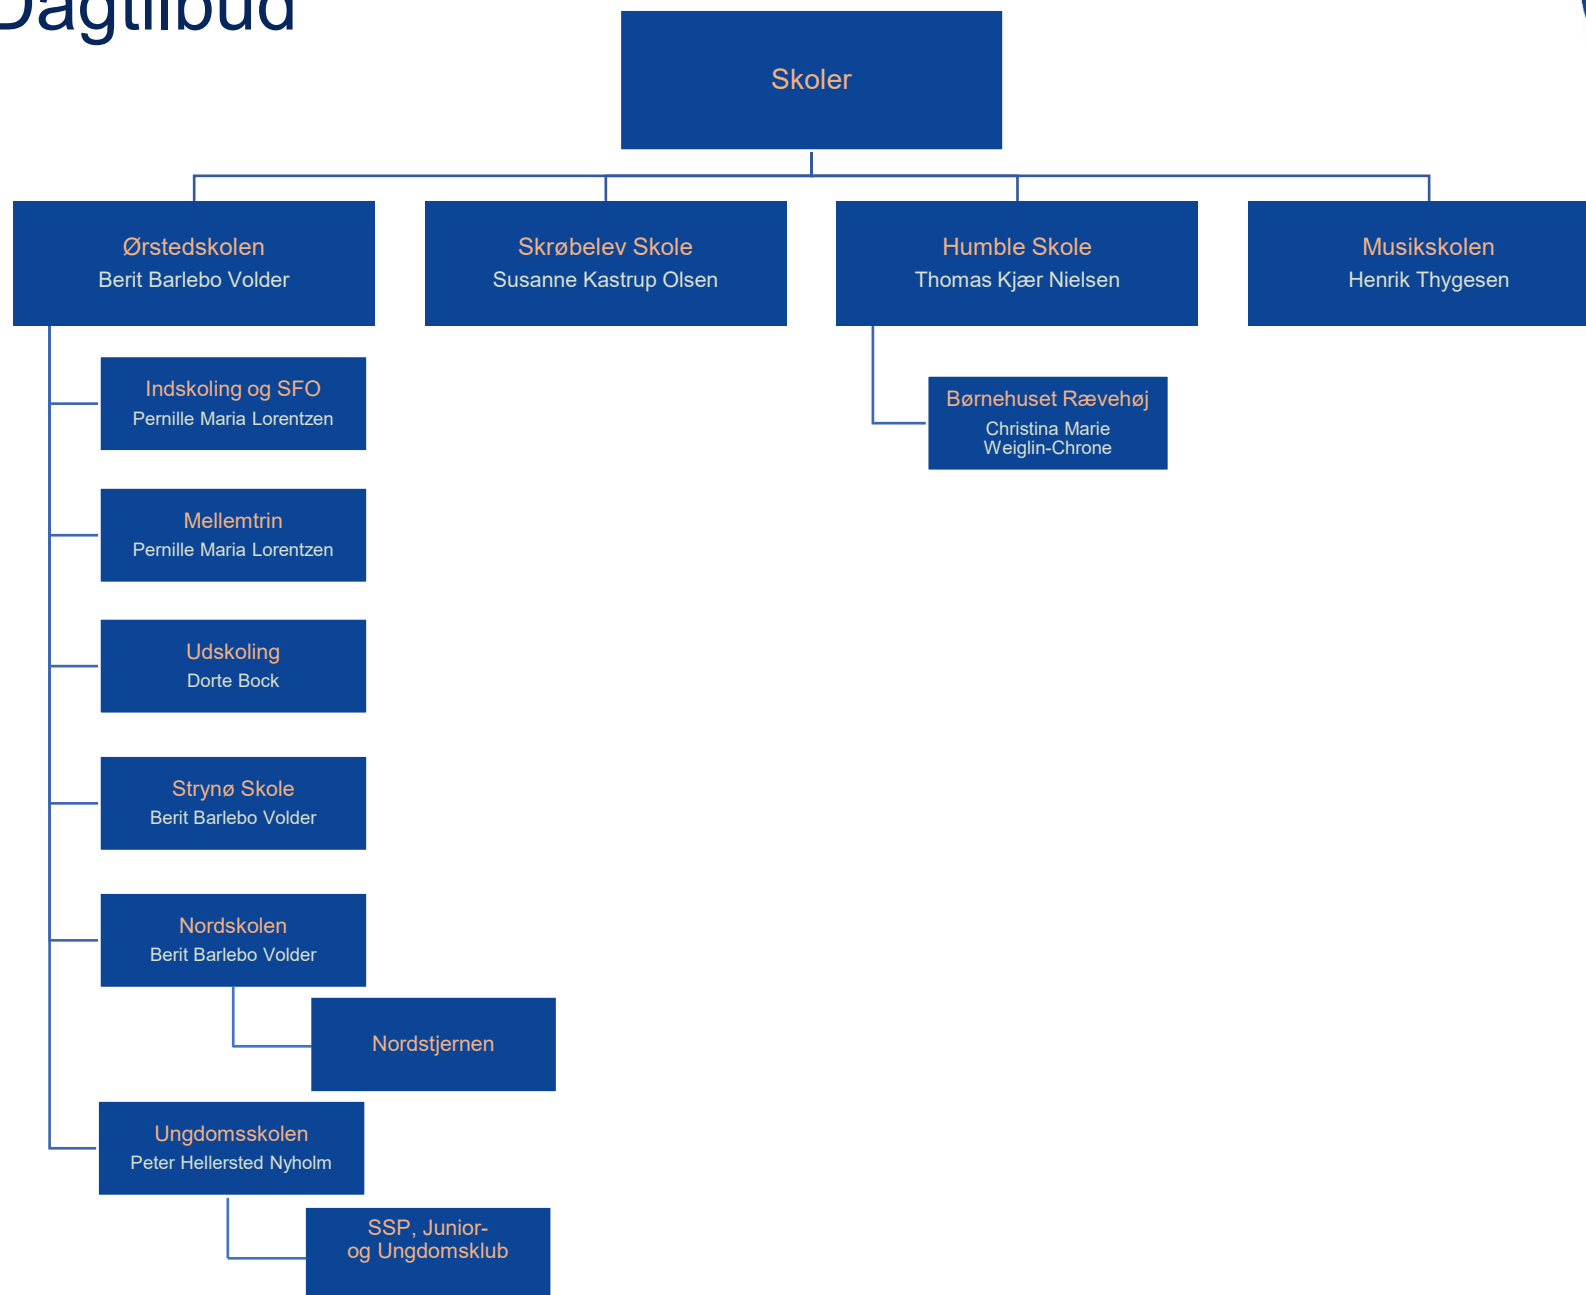 Dagtilbud
Skoler
Ørstedskolen
Berit Barlebo Volder
Skrøbelev Skole
Susanne Kastrup Olsen
Humble Skole
Thomas Kjær Nielsen
Musikskolen
Henrik Thygesen
Indskoling og SFO
Pernille Maria Lorentzen
Børnehuset Rævehøj
Christina Marie
Weiglin-Chrone
Mellemtrin
Pernille Maria Lorentzen
Udskoling
Dorte Bock
Strynø Skole
Berit Barlebo Volder
Nordskolen
Berit Barlebo Volder
Nordstjernen
Ungdomsskolen
Peter Hellersted Nyholm
SSP, Junior-
og Ungdomsklub